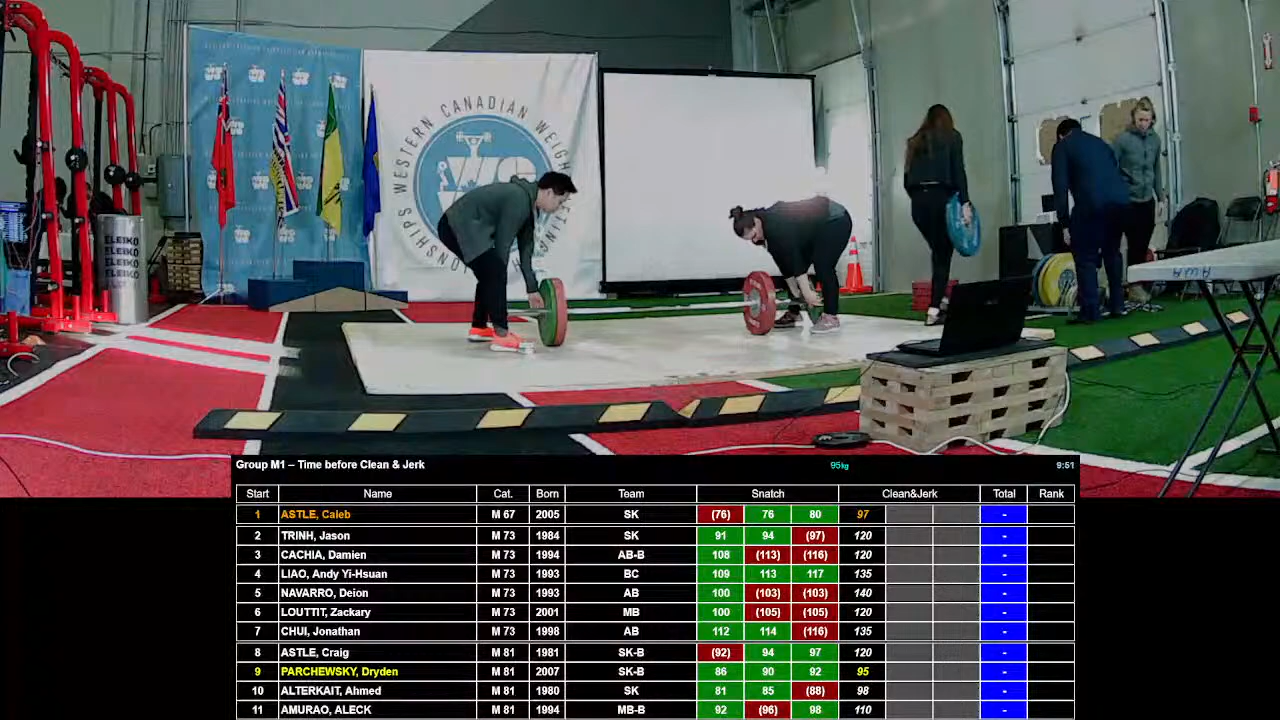 WESTERN CANADIAN WEIGHTLIFTING
CHAMPIONSHIPS
ELEIKO
ELEIKO
ELEIKO
ELEIKO
Group M1 – Time before Clean & Jerk 95kg 9:51
Start Name Cat. Born Team Snatch Clean&Jerk Total Rank
1 ASTLE, Caleb M 67 2005 SK (76) 76 80 97 -
2 TRINH, Jason M 73 1984 SK 91 94 (97) 120 -
3 CACHIA, Damien M 73 1994 AB-B 108 (113) (116) 120 -
4 LIAO, Andy Yi-Hsuan M 73 1993 BC 109 113 117 135 -
5 NAVARRO, Deion M 73 1993 AB 100 (103) (103) 140 -
6 LOUTTIT, Zackary M 73 2001 MB 100 (105) (105) 120 -
7 CHUI, Jonathan M 73 1998 AB 112 114 (116) 135 -
8 ASTLE, Craig M 81 1981 SK-B (92) 94 97 120 -
9 PARCHEWSKY, Dryden M 81 2007 SK-B 86 90 92 95 -
10 ALTERKAIT, Ahmed M 81 1980 SK 81 85 (88) 98 -
11 AMURAO, ALECK M 81 1994 MB-B 92 (96) 98 110 -